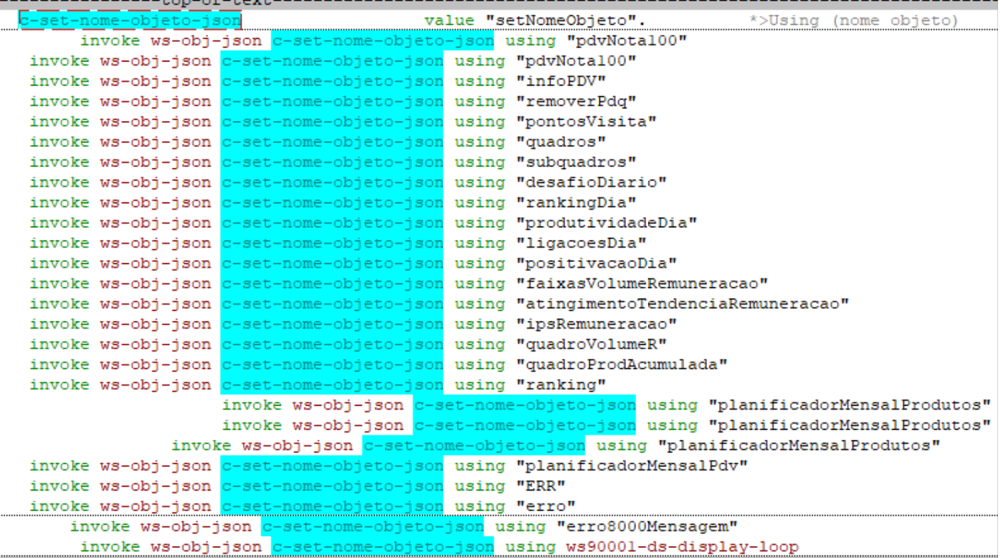 top-of-text
c-set-nome-objeto-json value "setNomeObjeto". *>Using (nome objeto)
invoke ws-obj-json c-set-nome-objeto-json using "pdvNota100"
invoke ws-obj-json c-set-nome-objeto-json using "pdvNota100"
invoke ws-obj-json c-set-nome-objeto-json using "infoPDV"
invoke ws-obj-json c-set-nome-objeto-json using "removerPdq"
invoke ws-obj-json c-set-nome-objeto-json using "pontosVisita"
invoke ws-obj-json c-set-nome-objeto-json using "quadros"
invoke ws-obj-json c-set-nome-objeto-json using "subquadros"
invoke ws-obj-json c-set-nome-objeto-json using "desafioDiario"
invoke ws-obj-json c-set-nome-objeto-json using "rankingDia"
invoke ws-obj-json c-set-nome-objeto-json using "produtividadeDia"
invoke ws-obj-json c-set-nome-objeto-json using "ligacoesDia"
invoke ws-obj-json c-set-nome-objeto-json using "positivacaoDia"
invoke ws-obj-json c-set-nome-objeto-json using "faixasVolumeRemuneracao"
invoke ws-obj-json c-set-nome-objeto-json using "atingimentoTendenciaRemuneracao"
invoke ws-obj-json c-set-nome-objeto-json using "ipsRemuneracao"
invoke ws-obj-json c-set-nome-objeto-json using "quadroVolumeR"
invoke ws-obj-json c-set-nome-objeto-json using "quadroProdAcumulada"
invoke ws-obj-json c-set-nome-objeto-json using "ranking"
invoke ws-obj-json c-set-nome-objeto-json using "planificadorMensalProdutos"
invoke ws-obj-json c-set-nome-objeto-json using "planificadorMensalProdutos"
invoke ws-obj-json c-set-nome-objeto-json using "planificadorMensalProdutos"
invoke ws-obj-json c-set-nome-objeto-json using "planificadorMensalPdv"
invoke ws-obj-json c-set-nome-objeto-json using "ERR"
invoke ws-obj-json c-set-nome-objeto-json using "erro"
invoke ws-obj-json c-set-nome-objeto-json using "erro8000Mensagem"
invoke ws-obj-json c-set-nome-objeto-json using ws90001-ds-display-loop